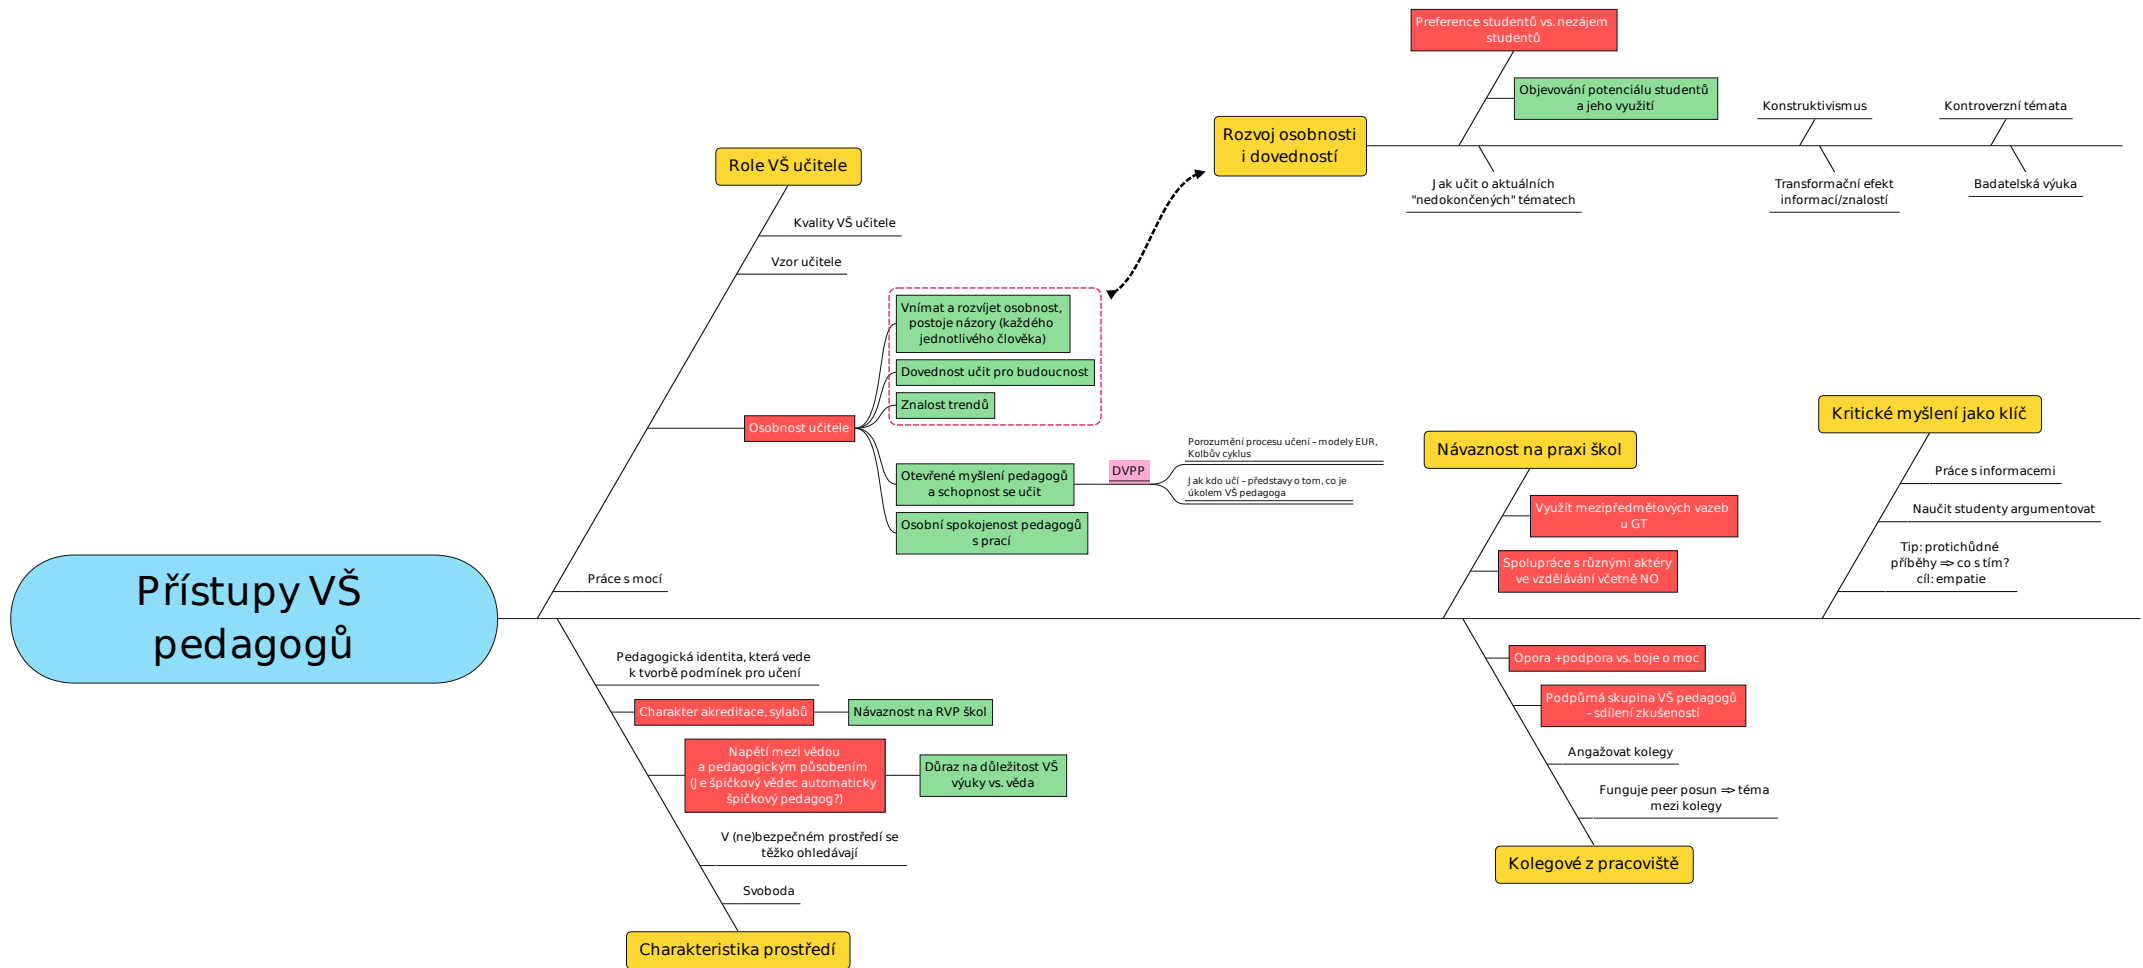 Preference studentů vs. nezájem
studentů
Objevování potenciálu studentů
a jeho využití
Konstruktivismus
Kontroverzní témata
Rozvoj osobnosti
i dovedností
Jak učit o aktuálních
"nedokončených" tématech
Transformační efekt
informací/znalostí
Badatelská výuka
Role VŠ učitele
Kvality VŠ učitele
Vzor učitele
Osobnost učitele
Vnímat a rozvíjet osobnost,
postoje názory (každého
jednotlivého člověka)
Dovednost učit pro budoucnost
Znalost trendů
Otevřené myšlení pedagogů
a schopnost se učit
DVPP
Porozumění procesu učení – modely EUR,
Kolbův cyklus
Jak kdo učí – představy o tom, co je
úkolem VŠ pedagoga
Osobní spokojenost pedagogů
s prací
Práce s mocí
Návaznost na praxi škol
Využít mezipředmětových vazeb
u GT
Spolupráce s různými aktéry
ve vzdělávání včetně NO
Kritické myšlení jako klíč
Práce s informacemi
Naučit studenty argumentovat
Tip: protichůdné
příběhy => co s tím?
cíl: empatie
Přístupy VŠ
pedagogů
Pedagogická identita, která vede
k tvorbě podmínek pro učení
Charakter akreditace, sylabů
Návaznost na RVP škol
Napětí mezi vědou
a pedagogickým působením
(Je špičkový vědec automaticky
špičkový pedagog?)
Důraz na důležitost VŠ
výuky vs. věda
V (ne)bezpečném prostředí se
těžko ohledávají
Svoboda
Charakteristika prostředí
Opora +podpora vs. boje o moc
Podpůrná skupina VŠ pedagogů
– sdílení zkušeností
Angažovat kolegy
Funguje peer posun => téma
mezi kolegy
Kolegové z pracoviště